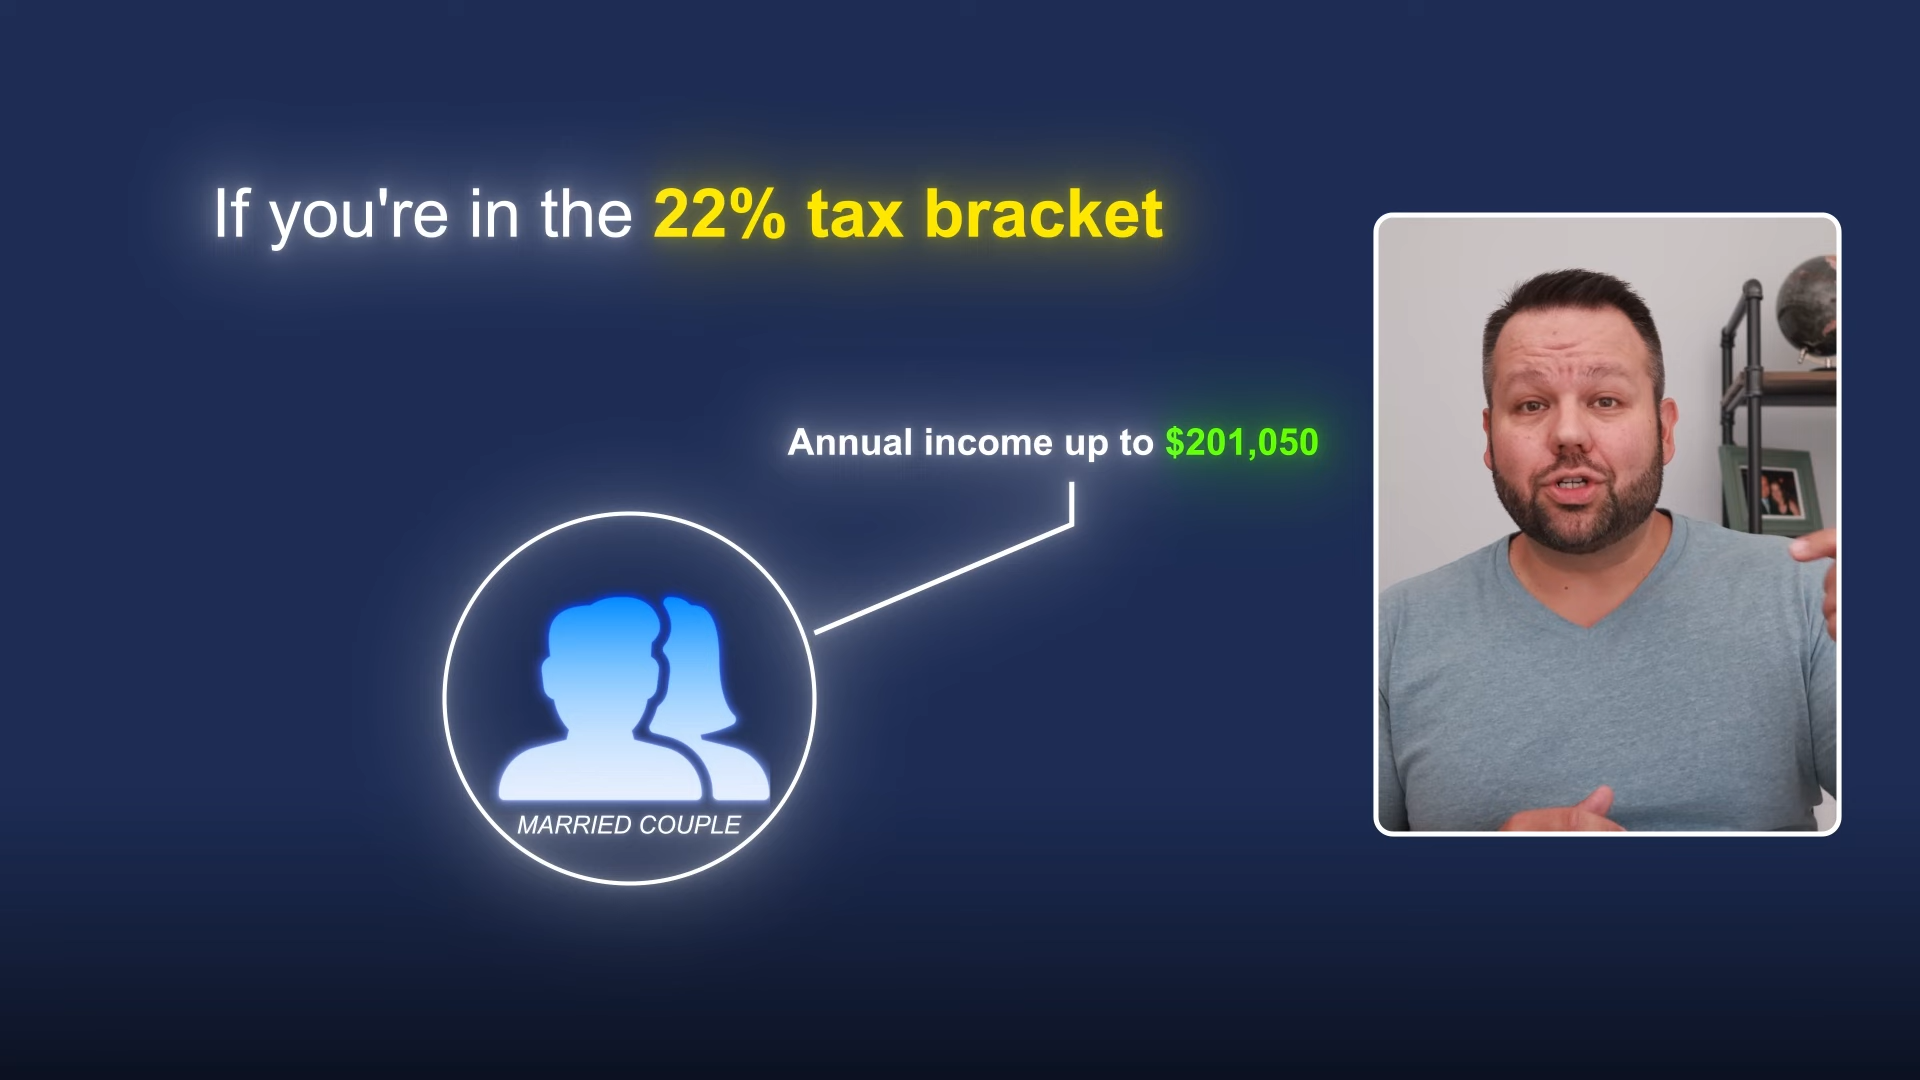 If you're in the 22% tax bracket
Annual income up to $201,050
MARRIED COUPLE